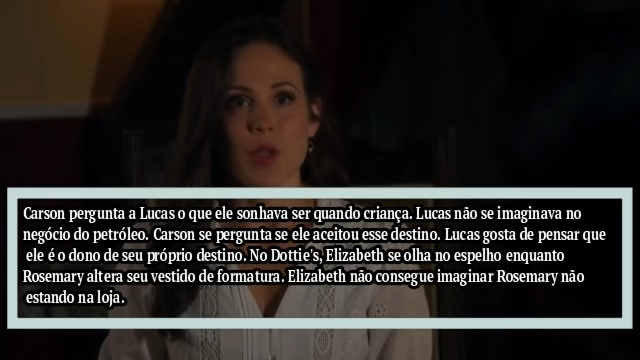 Carson pergunta a Lucas o que ele sonhava ser quando criança. Lucas não se imaginava no
negócio do petróleo. Carson se pergunta se ele aceitou esse destino. Lucas gosta de pensar que
ele é o dono de seu próprio destino. No Dottie's, Elizabeth se olha no espelho enquanto
Rosemary altera seu vestido de formatura. Elizabeth não consegue imaginar Rosemary não
estando na loja.